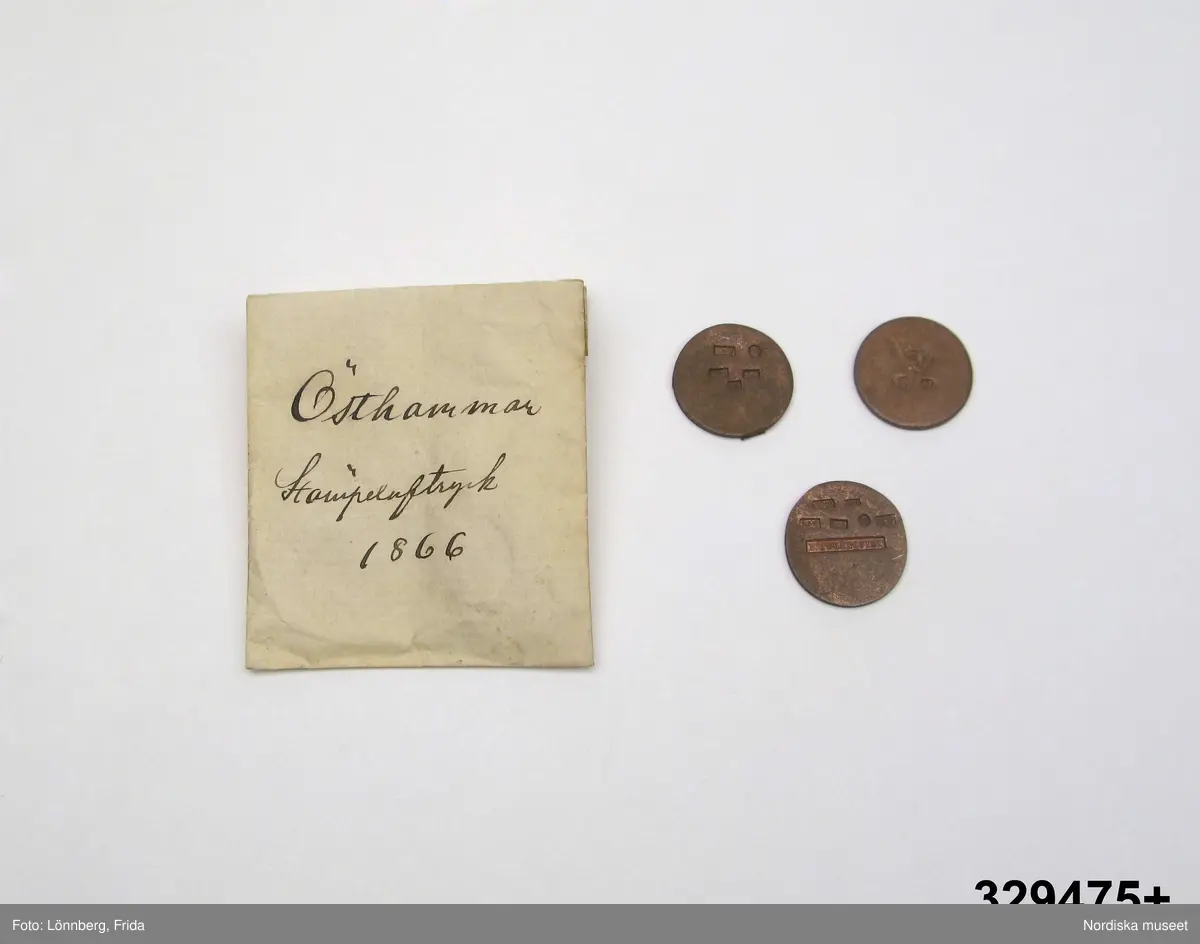 Östhammar
Stämpelaftryck
1866
329475+
Foto: Lönnberg, Frida
Nordiska museet